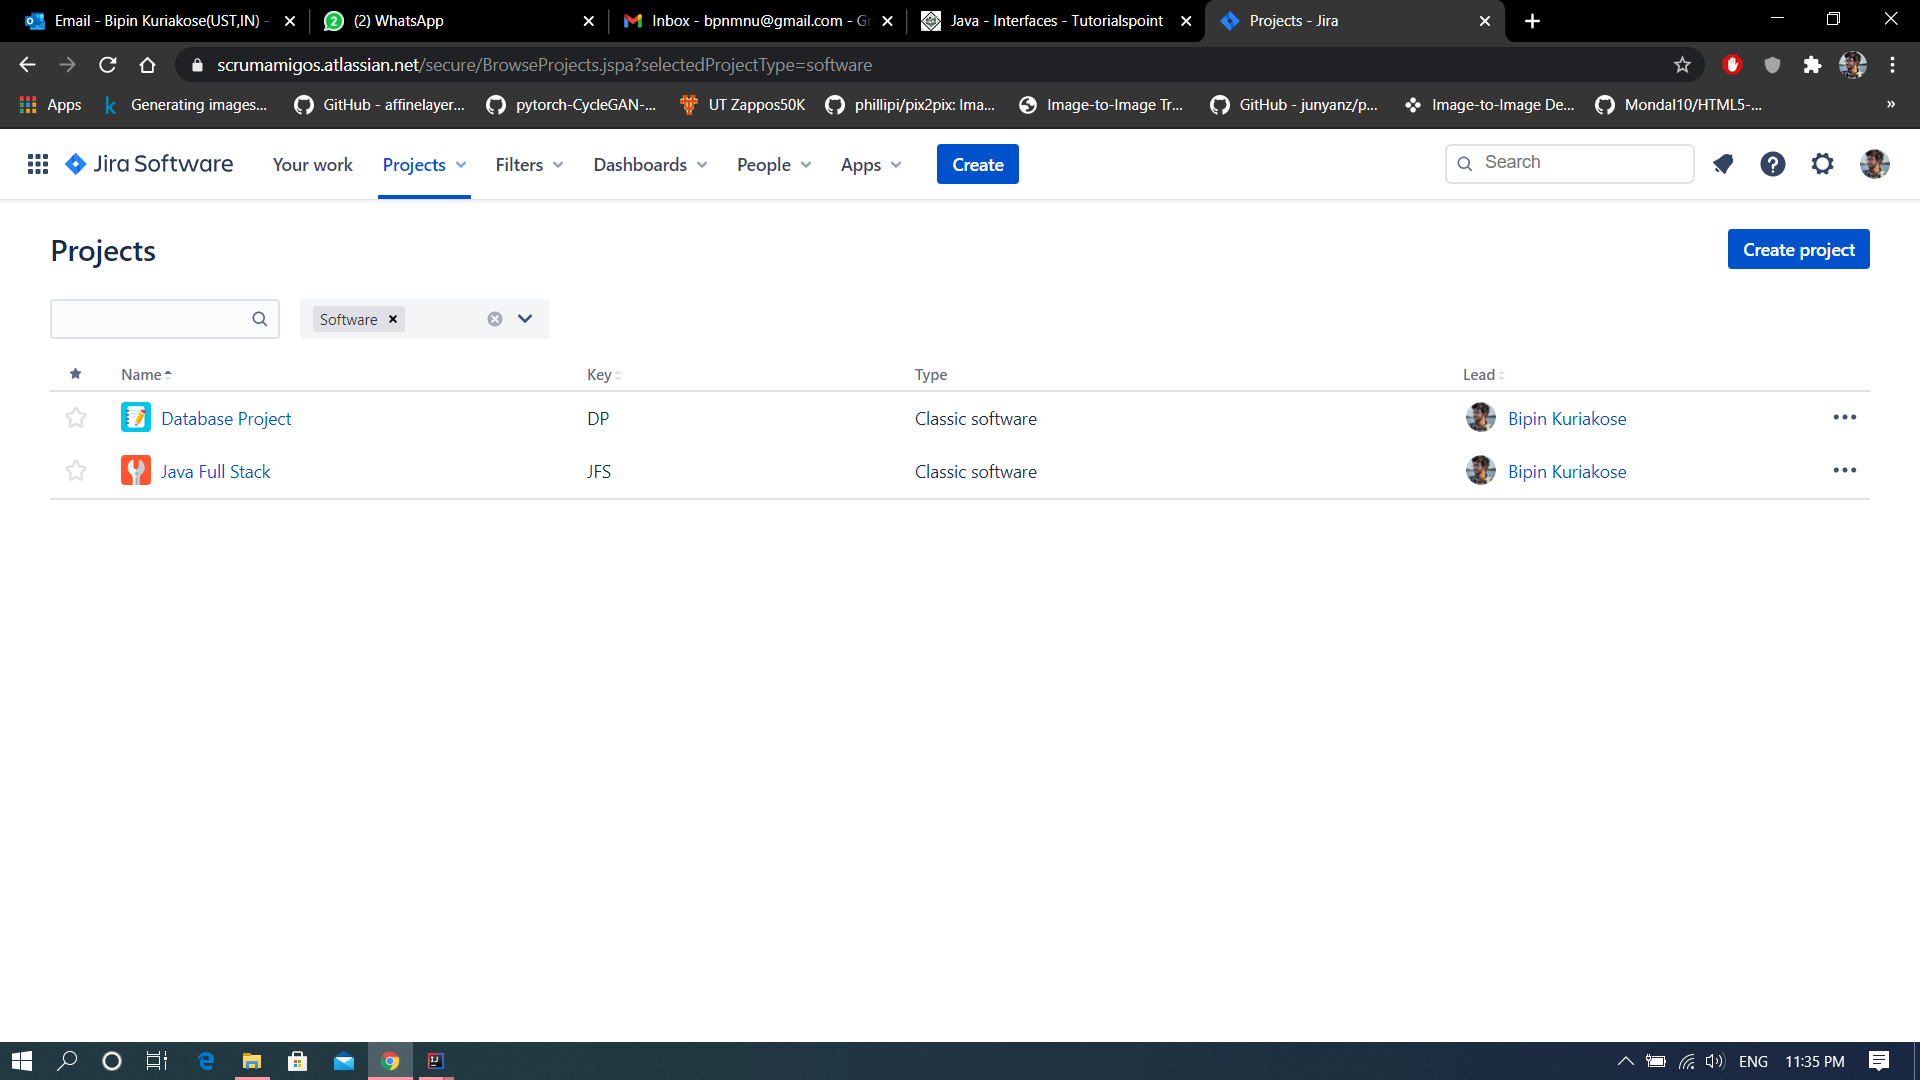 Email - Bipin Kuriakose(UST,IN) -
(2) WhatsApp
Inbox - bpnmnu@gmail.com - G
Java - Interfaces - Tutorialspoint
Projects - Jira
scrumamigos.atlassian.net/secure/BrowseProjects.jspa?selectedProjectType=software
Apps
Generating images...
GitHub - affinelayer...
pytorch-CycleGAN-...
UT Zappos50K
phillipi/pix2pix: Ima...
Image-to-Image Tr...
GitHub - junyanz/p...
Image-to-Image De...
Mondal10/HTML5-...
»
Jira Software
Your work
Projects
Filters
Dashboards
People
Apps
Create
Search
Projects
Create project
Software
Name
Key
Type
Lead
Database Project
DP
Classic software
Bipin Kuriakose
Java Full Stack
JFS
Classic software
Bipin Kuriakose
ENG
11:35 PM